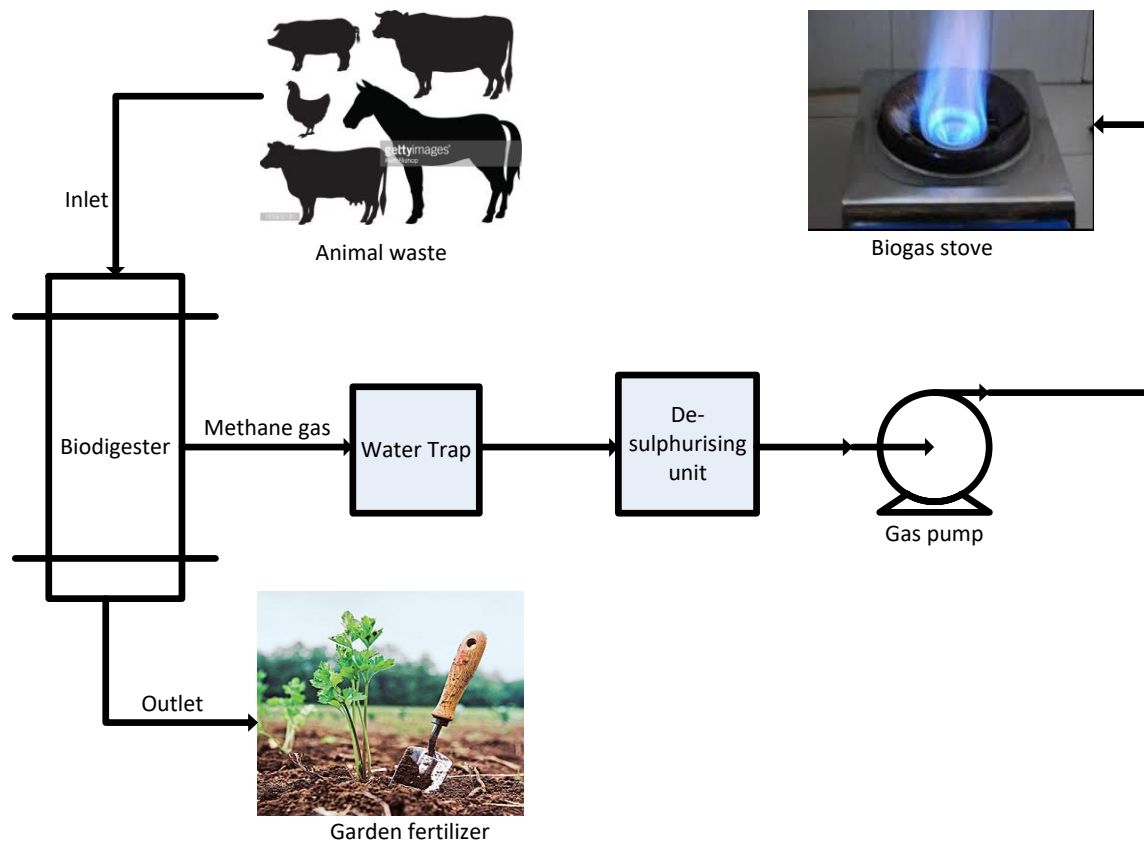 gettyimages®
Inlet
Animal waste
Biogas stove
Biodigester
Methane gas
Water Trap
De-
sulphurising
unit
Gas pump
Outlet
Garden fertilizer